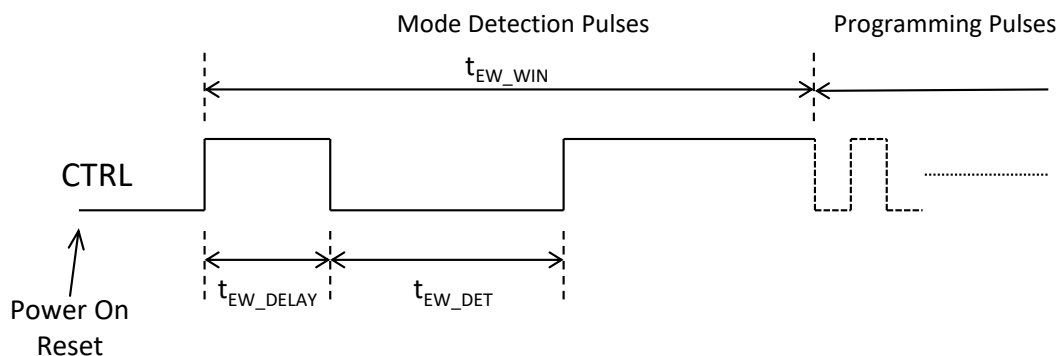 Mode Detection Pulses
Programming Pulses
tEW_WIN
CTRL
tEW_DELAY
tEW_DET
Power On
Reset